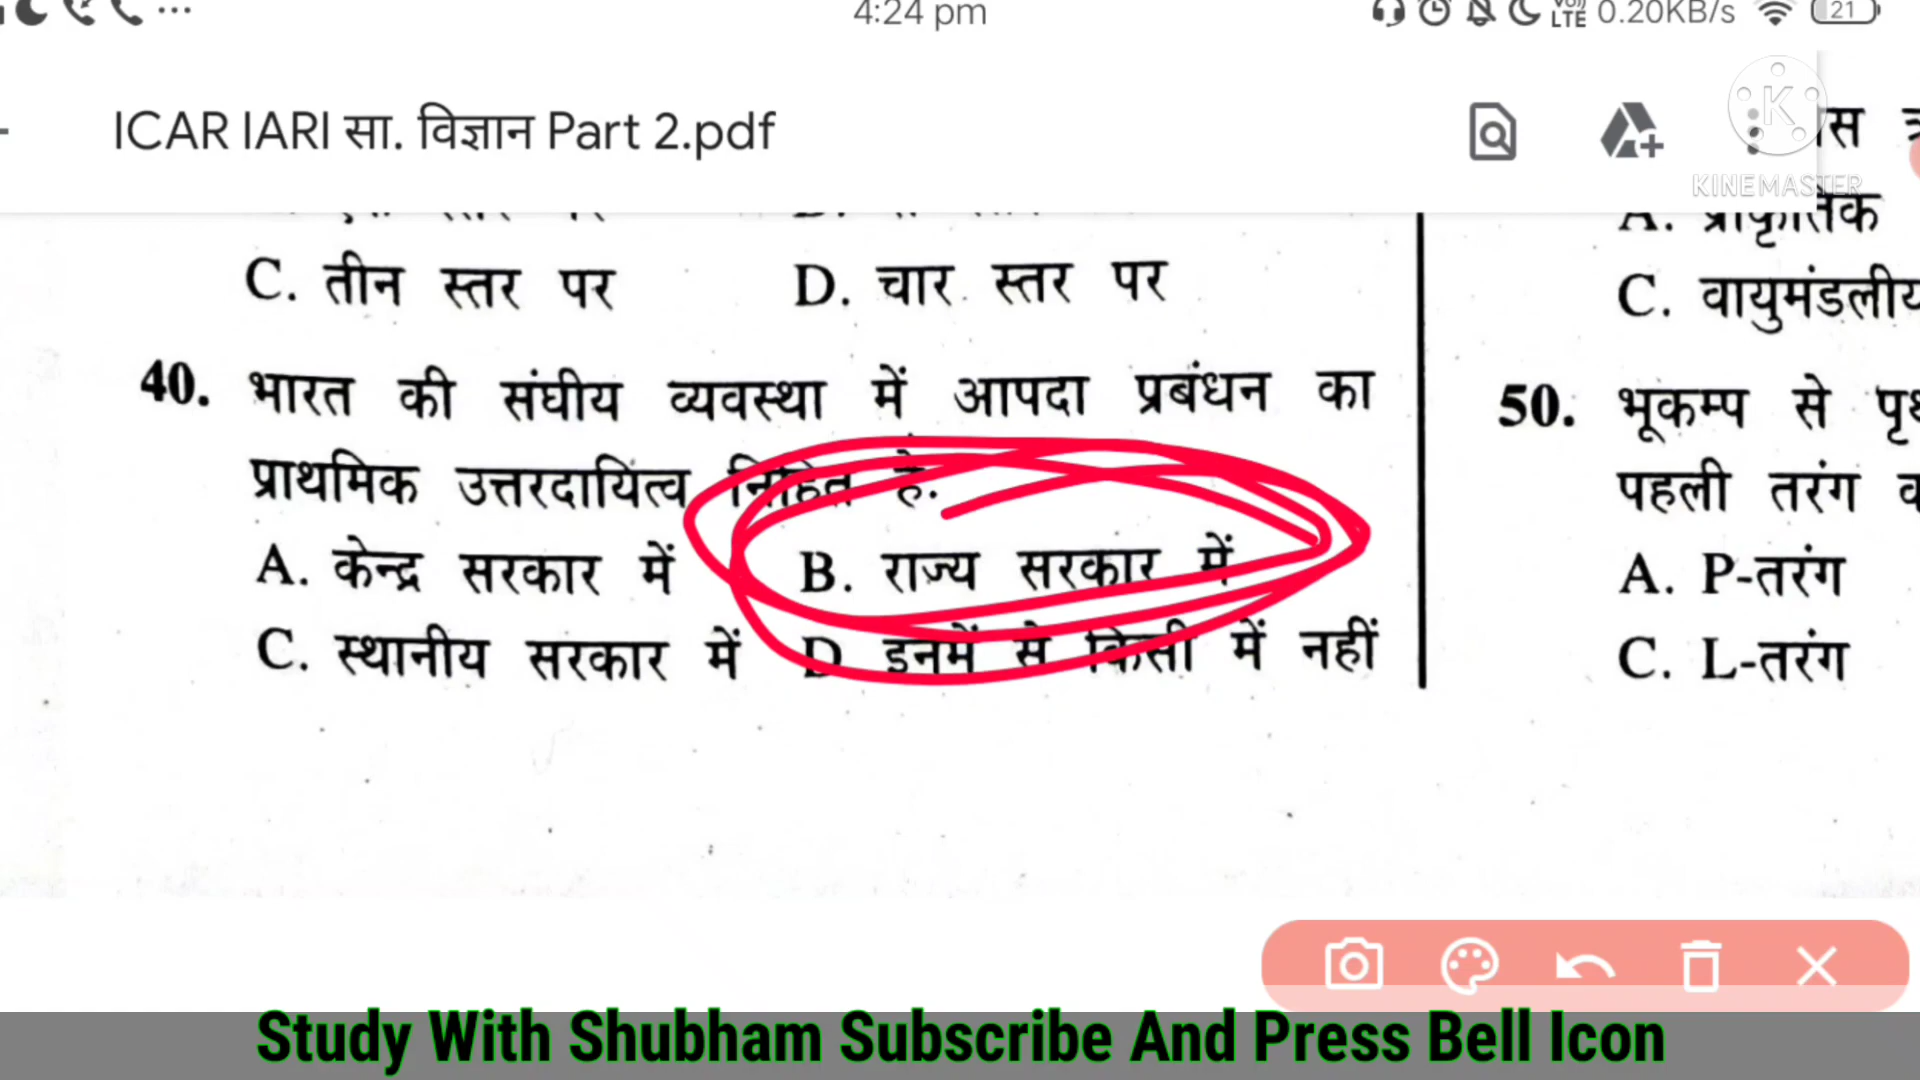 4:24 pm
VoLTE 0.20KB/s 21
ICAR IARI सा. विज्ञान Part 2.pdf
KINEMASTER
C. तीन स्तर पर D. चार स्तर पर
40. भारत की संघीय व्यवस्था में आपदा प्रबंधन का
प्राथमिक उत्तरदायित्व निहित है:
A. केन्द्र सरकार में B. राज्य सरकार में
C. स्थानीय सरकार में D इनमें से किसी में नहीं
A. प्राकृतिक
C. वायुमंडलीय
50. भूकम्प से
पहली तरंग
A. P-तरंग
C. L-तरंग
Study With Shubham Subscribe And Press Bell Icon